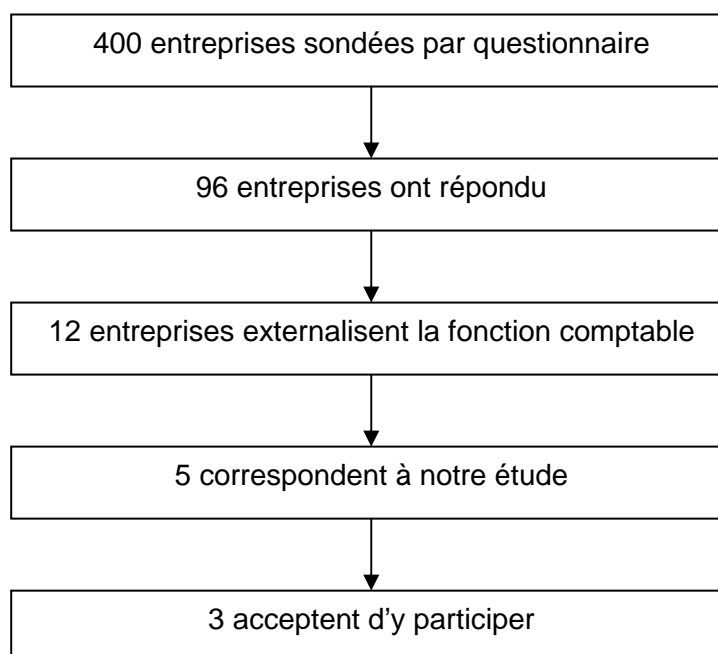 400 entreprises sondées par questionnaire
96 entreprises ont répondu
12 entreprises externalisent la fonction comptable
5 correspondent à notre étude
3 acceptent d'y participer